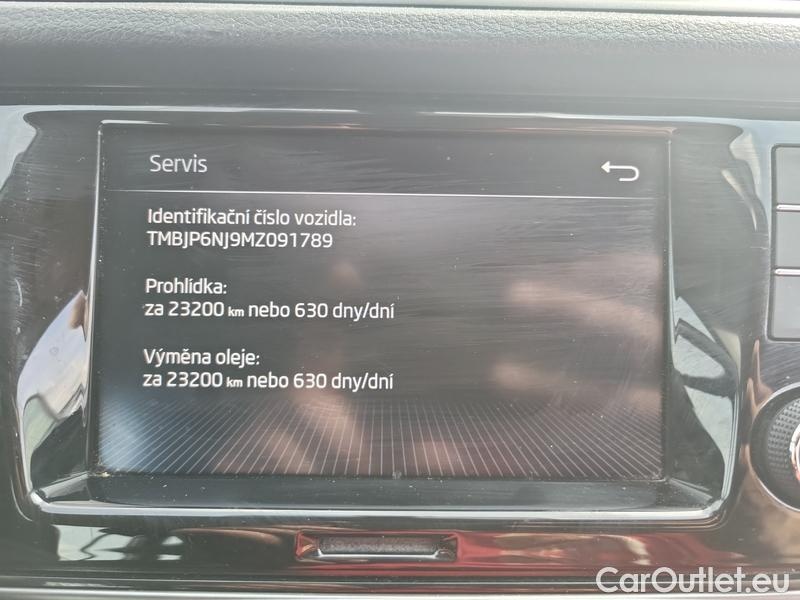 Servis
Identifikační číslo vozidla:
TMBJP6NJ9MZ091789
Prohlídka:
za 23200 km nebo 630 dny/dní
Výměna oleje:
za 23200 km nebo 630 dny/dní
CarOutlet.eu